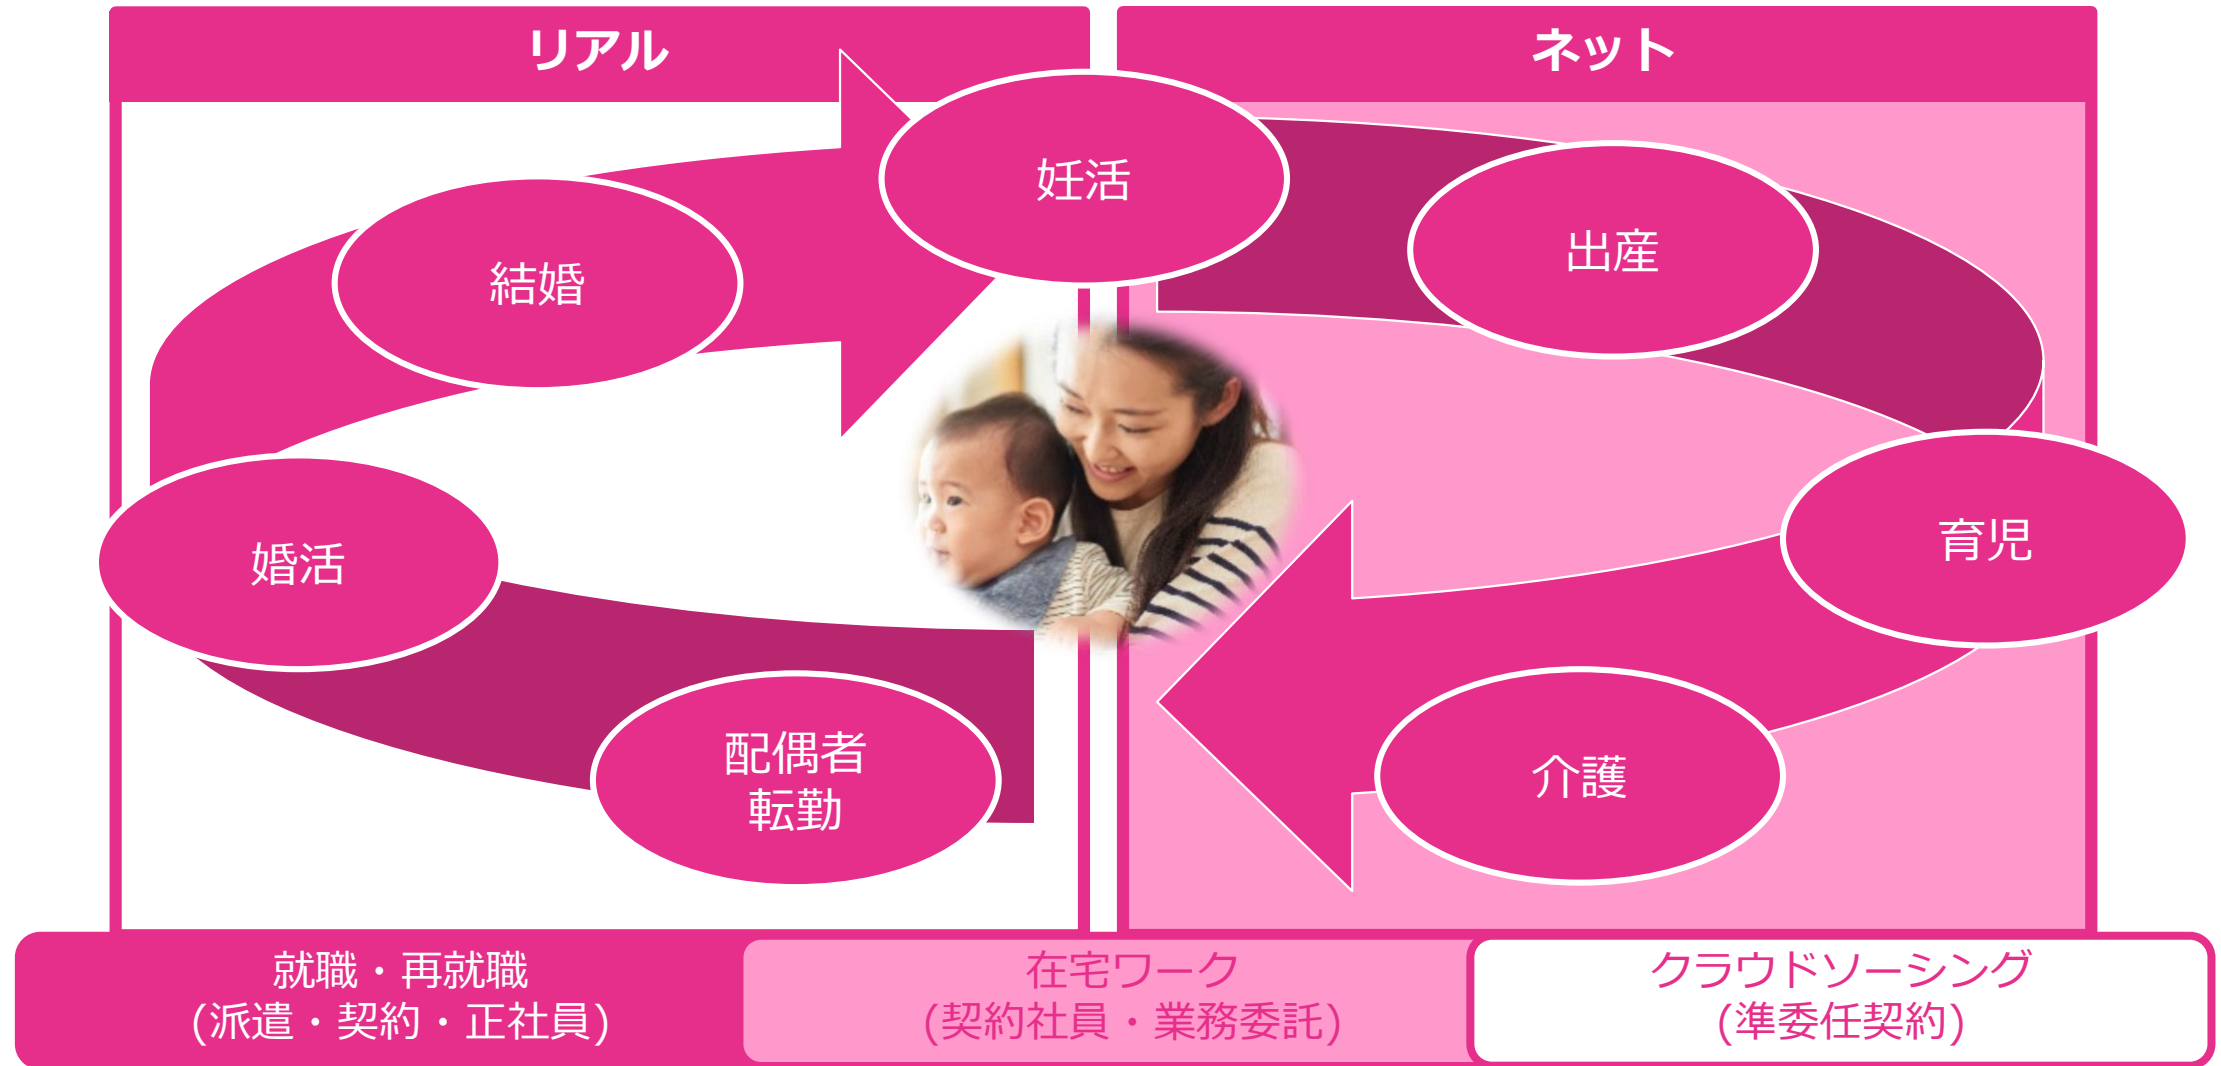 リアル
ネット
妊活
出産
結婚
育児
婚活
配偶者
転勤
介護
就職・再就職
(派遣・契約・正社員)
在宅ワーク
(契約社員・業務委託)
クラウドソーシング
(準委任契約)